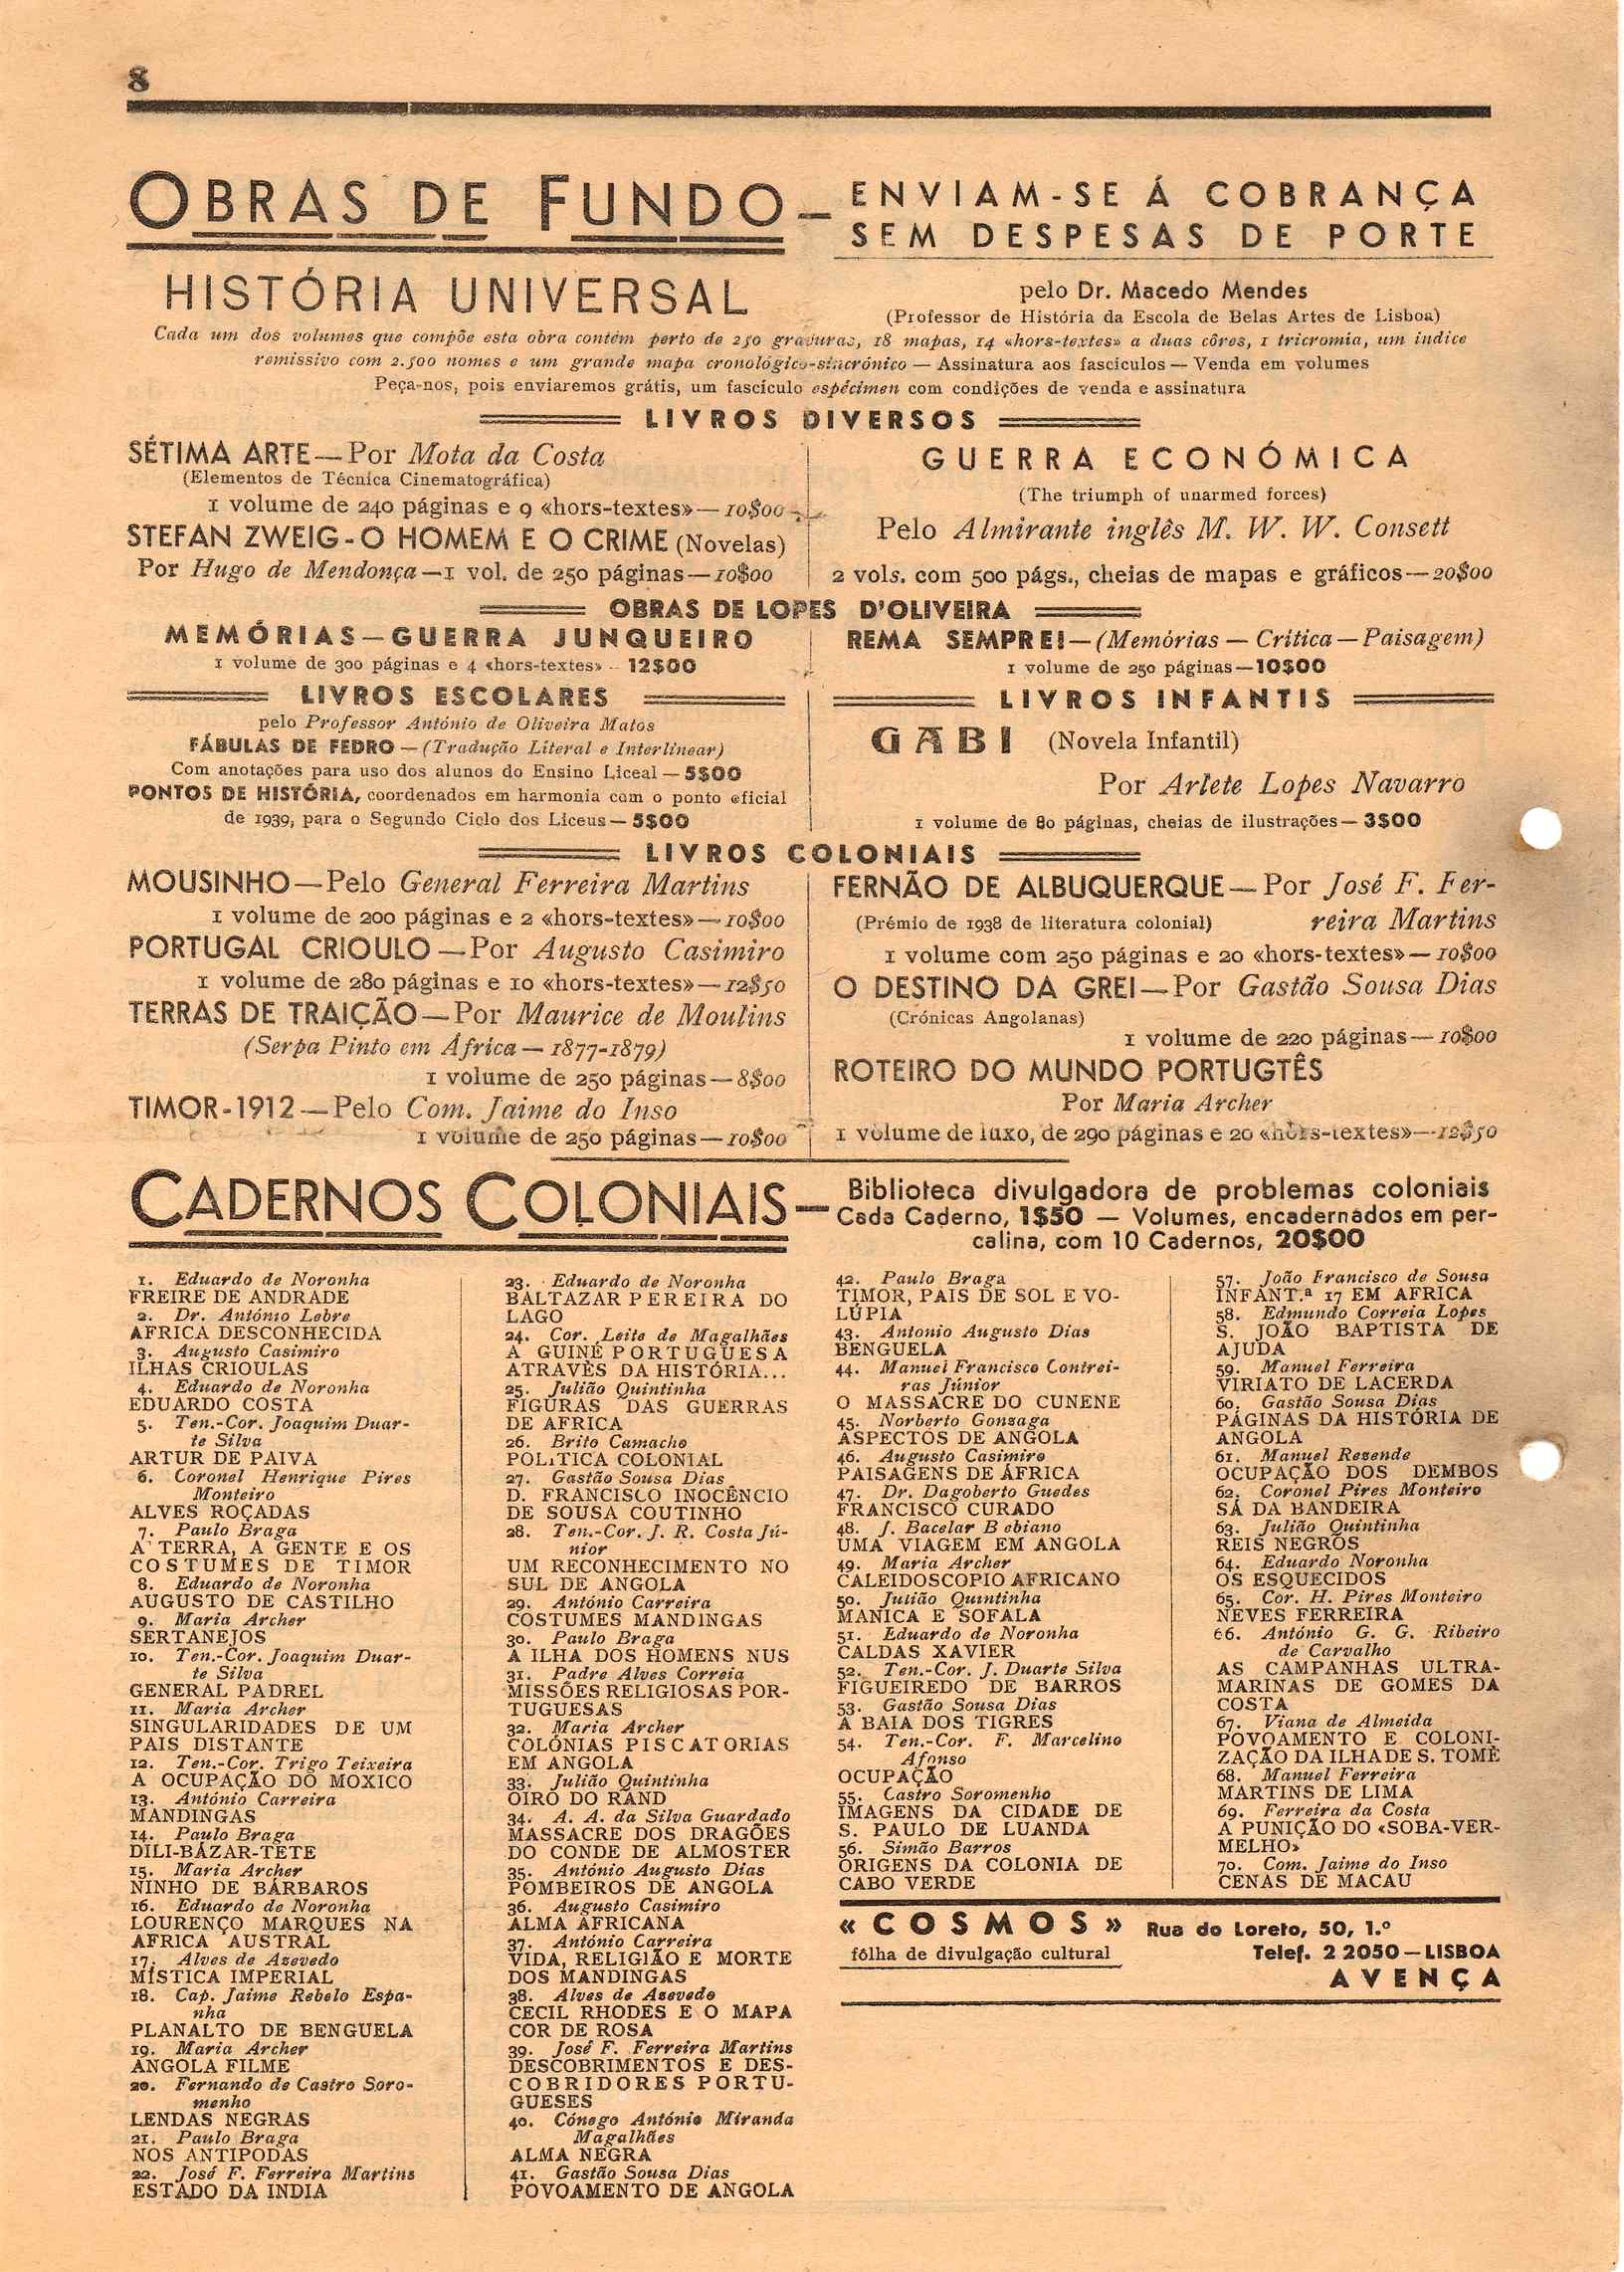 8
OBRAS DE FUNDO—
ENVIAM-SE Á COBRANÇA
SEM DESPESAS DE PORTE
HISTÓRIA UNIVERSAL
pelo Dr. Macedo Mendes
(Professor de História da Escola de Belas Artes de Lisboa)
Cada um dos volumes que compõe esta obra contém perto de 250 gravuras, 18 mapas, 14 «hors-textes» a duas côres, 1 tricromia, um indice
remissivo com 2.500 nomes e um grande mapa cronológico-sincrónico — Assinatura aos fascículos — Venda em volumes
Peça-nos, pois enviaremos grátis, um fascículo espécimen com condições de venda e assinatura
LIVROS DIVERSOS
SÉTIMA ARTE—Por Mota da Costa
(Elementos de Técnica Cinematográfica)
1 volume de 240 páginas e 9 «hors-textes»—10$00
STEFAN ZWEIG-O HOMEM E O CRIME (Novelas)
Por Hugo de Mendonça—1 vol. de 250 páginas—10$00
GUERRA ECONÓMICA
(The triumph of unarmed forces)
Pelo Almirante inglês M. W. W. Consett
2 vols. com 500 págs., cheias de mapas e gráficos—20$00
OBRAS DE LOPES D'OLIVEIRA
MEMÓRIAS—GUERRA JUNQUEIRO
1 volume de 300 páginas e 4 «hors-textes» — 12$00
REMA SEMPRE!—(Memórias — Critica — Paisagem)
1 volume de 250 páginas—10$00
LIVROS ESCOLARES
pelo Professor António de Oliveira Matos
FÁBULAS DE FEDRO — (Tradução Literal e Interlinear)
Com anotações para uso dos alunos do Ensino Liceal — 5$00
PONTOS DE HISTÓRIA, coordenados em harmonia com o ponto oficial
de 1939, para o Segundo Ciclo dos Liceus— 5$00
LIVROS INFANTIS
GABI (Novela Infantil)
Por Arlete Lopes Navarro
1 volume de 80 páginas, cheias de ilustrações— 3$00
LIVROS COLONIAIS
MOUSINHO—Pelo General Ferreira Martins
1 volume de 200 páginas e 2 «hors-textes»—10$00
PORTUGAL CRIOULO—Por Augusto Casimiro
1 volume de 280 páginas e 10 «hors-textes»—12$50
TERRAS DE TRAIÇÃO—Por Maurice de Moulins
(Serpa Pinto em África — 1877-1879)
1 volume de 250 páginas—8$00
TIMOR-1912—Pelo Com. Jaime do Inso
1 volume de 250 páginas—10$00
FERNÃO DE ALBUQUERQUE—Por José F. Fer-
(Prémio de 1938 de literatura colonial) reira Martins
1 volume com 250 páginas e 20 «hors-textes»—10$00
O DESTINO DA GREI—Por Gastão Sousa Dias
(Crónicas Angolanas)
1 volume de 220 páginas—10$00
ROTEIRO DO MUNDO PORTUGTÊS
Por Maria Archer
1 volume de luxo, de 290 páginas e 20 «hors-textes»—12$50
CADERNOS COLONIAIS—
Biblioteca divulgadora de problemas coloniais
Cada Caderno, 1$50 — Volumes, encadernados em per-
calina, com 10 Cadernos, 20$00
1. Eduardo de Noronha
FREIRE DE ANDRADE
2. Dr. António Lebre
AFRICA DESCONHECIDA
3. Augusto Casimiro
ILHAS CRIOULAS
4. Eduardo de Noronha
EDUARDO COSTA
5. Ten.-Cor. Joaquim Duar-
te Silva
ARTUR DE PAIVA
6. Coronel Henrique Pires
Monteiro
ALVES ROÇADAS
7. Paulo Braga
A TERRA, A GENTE E OS
COSTUMES DE TIMOR
8. Eduardo de Noronha
AUGUSTO DE CASTILHO
9. Maria Archer
SERTANEJOS
10. Ten.-Cor. Joaquim Duar-
te Silva
GENERAL PADREL
11. Maria Archer
SINGULARIDADES DE UM
PAIS DISTANTE
12. Ten.-Cor. Trigo Teixeira
A OCUPAÇÃO DO MOXICO
13. António Carreira
MANDINGAS
14. Paulo Braga
DILI-BÁZAR-TETE
15. Maria Archer
NINHO DE BÁRBAROS
16. Eduardo de Noronha
LOURENÇO MARQUES NA
AFRICA AUSTRAL
17. Alves de Azevedo
MÍSTICA IMPERIAL
18. Cap. Jaime Rebelo Espa-
nha
PLANALTO DE BENGUELA
19. Maria Archer
ANGOLA FILME
20. Fernando de Castro Soro-
menho
LENDAS NEGRAS
21. Paulo Braga
NOS ANTIPODAS
22. José F. Ferreira Martins
ESTADO DA INDIA
23. Eduardo de Noronha
BALTAZAR PEREIRA DO
LAGO
24. Cor. Leite de Magalhães
A GUINÉ PORTUGUESA
ATRAVÉS DA HISTÓRIA...
25. Julião Quintinha
FIGURAS DAS GUERRAS
DE AFRICA
26. Brito Camacho
POLíTICA COLONIAL
27. Gastão Sousa Dias
D. FRANCISCO INOCÊNCIO
DE SOUSA COUTINHO
28. Ten.-Cor. J. R. Costa Jú-
nior
UM RECONHECIMENTO NO
SUL DE ANGOLA
29. António Carreira
COSTUMES MANDINGAS
30. Paulo Braga
A ILHA DOS HOMENS NUS
31. Padre Alves Correia
MISSÕES RELIGIOSAS POR-
TUGUESAS
32. Maria Archer
COLÓNIAS PISCATORIAS
EM ANGOLA
33. Julião Quintinha
OIRO DO RAND
34. A. A. da Silva Guardado
MASSACRE DOS DRAGÕES
DO CONDE DE ALMOSTER
35. António Augusto Dias
POMBEIROS DE ANGOLA
36. Augusto Casimiro
ALMA AFRICANA
37. António Carreira
VIDA, RELIGIÃO E MORTE
DOS MANDINGAS
38. Alves de Azevedo
CECIL RHODES E O MAPA
COR DE ROSA
39. José F. Ferreira Martins
DESCOBRIMENTOS E DES-
COBRIDORES PORTU-
GUESES
40. Cónego António Miranda
Magalhães
ALMA NEGRA
41. Gastão Sousa Dias
POVOAMENTO DE ANGOLA
42. Paulo Braga
TIMOR, PAIS DE SOL E VO-
LÚPIA
43. Antonio Augusto Dias
BENGUELA
44. Manuel Francisco Contrei-
ras Júnior
O MASSACRE DO CUNENE
45. Norberto Gonzaga
ASPECTOS DE ANGOLA
46. Augusto Casimiro
PAISAGENS DE ÁFRICA
47. Dr. Dagoberto Guedes
FRANCISCO CURADO
48. J. Bacelar B ebiano
UMA VIAGEM EM ANGOLA
49. Maria Archer
CALEIDOSCOPIO AFRICANO
50. Julião Quintinha
MANICA E SOFALA
51. Eduardo de Noronha
CALDAS XAVIER
52. Ten.-Cor. J. Duarte Silva
FIGUEIREDO DE BARROS
53. Gastão Sousa Dias
A BAIA DOS TIGRES
54. Ten.-Cor. F. Marcelino
Afonso
OCUPAÇÃO
55. Castro Soromenho
IMAGENS DA CIDADE DE
S. PAULO DE LUANDA
56. Simão Barros
ORIGENS DA COLONIA DE
CABO VERDE
57. João Francisco de Sousa
INFANT.ª 17 EM AFRICA
58. Edmundo Correia Lopes
S. JOÃO BAPTISTA DE
AJUDA
59. Manuel Ferreira
VIRIATO DE LACERDA
60. Gastão Sousa Dias
PÁGINAS DA HISTÓRIA DE
ANGOLA
61. Manuel Resende
OCUPAÇÃO DOS DEMBOS
62. Coronel Pires Monteiro
SÁ DA BANDEIRA
63. Julião Quintinha
REIS NEGROS
64. Eduardo Noronha
OS ESQUECIDOS
65. Cor. H. Pires Monteiro
NEVES FERREIRA
66. António G. G. Ribeiro
de Carvalho
AS CAMPANHAS ULTRA-
MARINAS DE GOMES DA
COSTA
67. Viana de Almeida
POVOAMENTO E COLONI-
ZAÇÃO DA ILHA DE S. TOMÉ
68. Manuel Ferreira
MARTINS DE LIMA
69. Ferreira da Costa
A PUNIÇÃO DO «SOBA-VER-
MELHO»
70. Com. Jaime do Inso
CENAS DE MACAU
«COSMOS»
fôlha de divulgação cultural
Rua do Loreto, 50, 1.º
Telef. 2 2050—LISBOA
AVENÇA